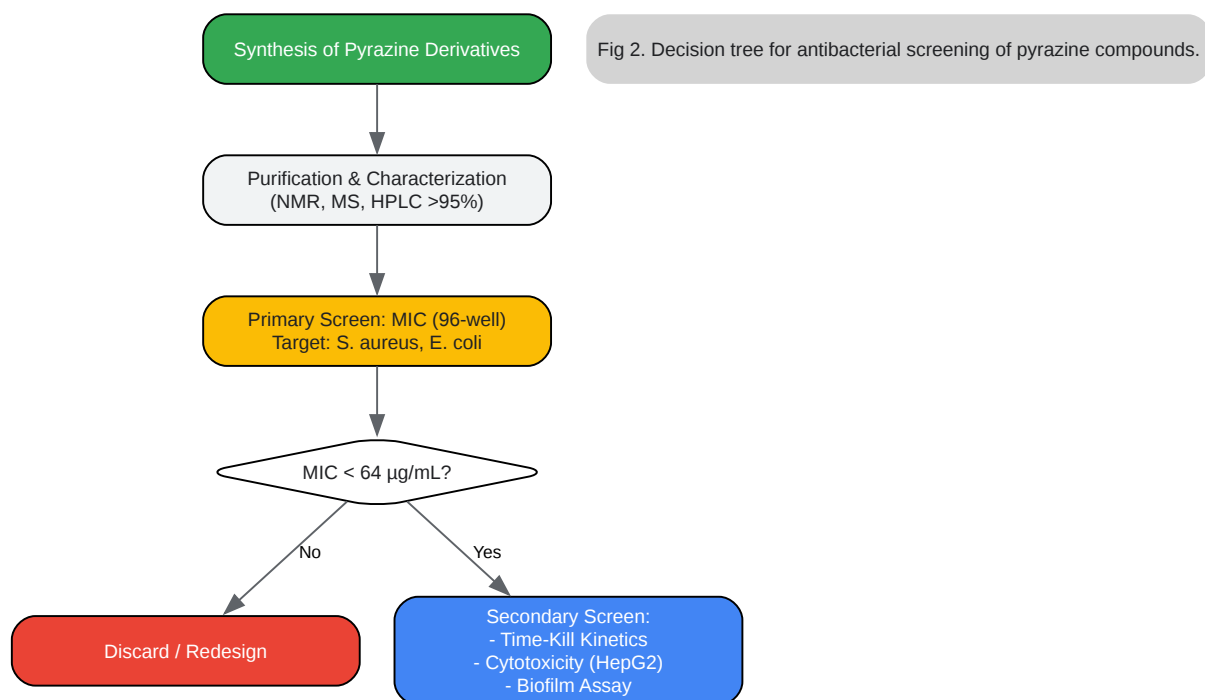 Synthesis of Pyrazine Derivatives
Fig 2. Decision tree for antibacterial screening of pyrazine compounds.
Purification & Characterization
(NMR, MS, HPLC >95%)
Primary Screen: MIC (96-well)
Target: S. aureus, E. coli
MIC < 64 µg/mL?
No
Yes
Discard / Redesign
Secondary Screen:
- Time-Kill Kinetics
- Cytotoxicity (HepG2)
- Biofilm Assay